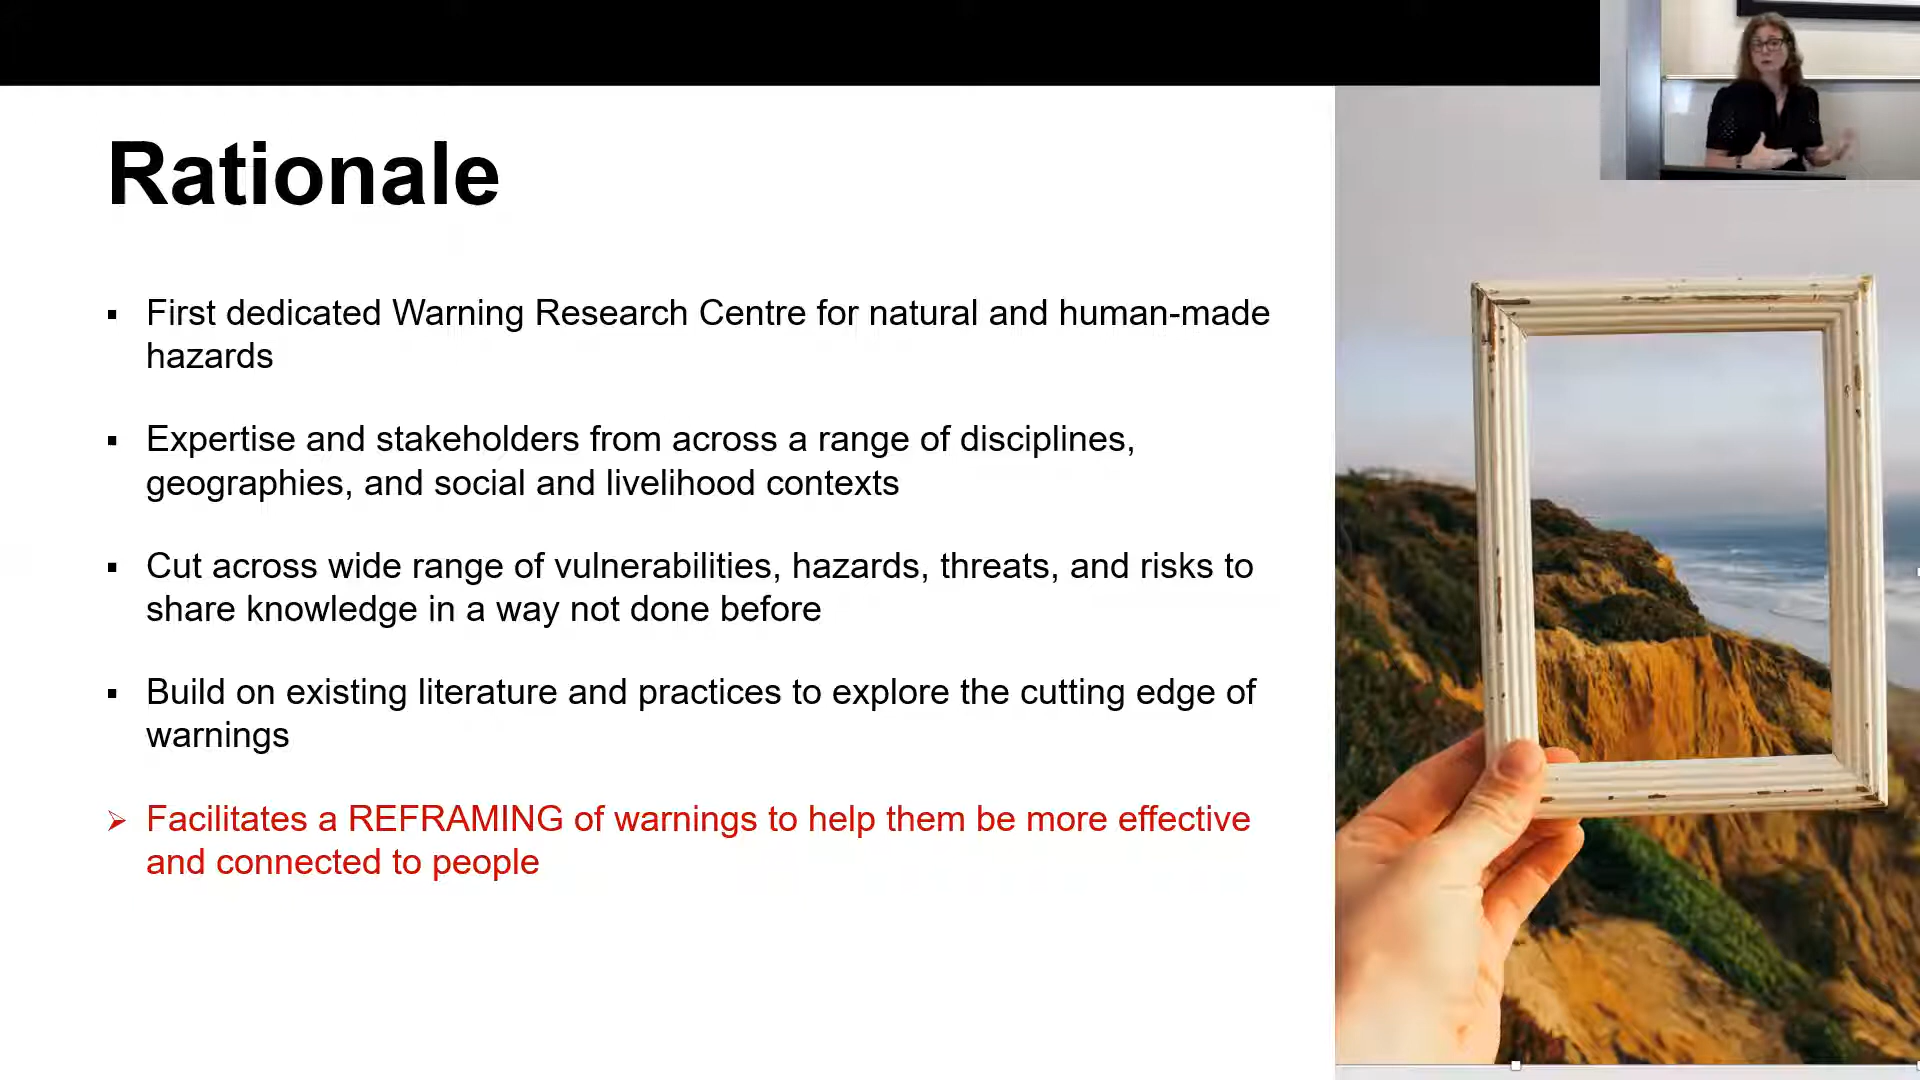 Rationale
▪ First dedicated Warning Research Centre for natural and human-made
hazards
▪ Expertise and stakeholders from across a range of disciplines,
geographies, and social and livelihood contexts
▪ Cut across wide range of vulnerabilities, hazards, threats, and risks to
share knowledge in a way not done before
▪ Build on existing literature and practices to explore the cutting edge of
warnings
➢ Facilitates a REFRAMING of warnings to help them be more effective
and connected to people